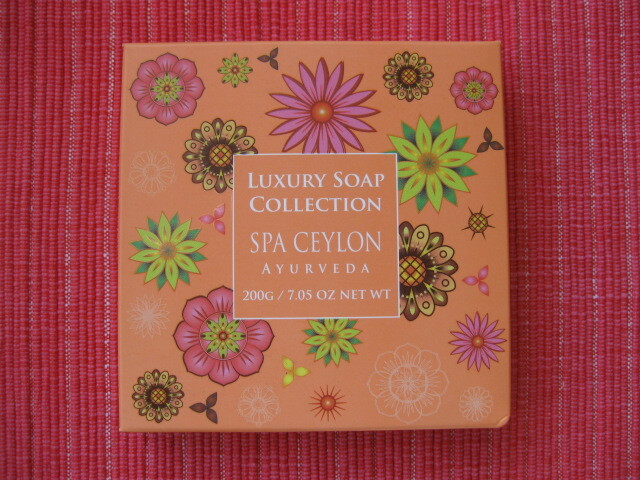 LUXURY SOAP
COLLECTION
SPA CEYLON
AYURVEDA
200G / 7.05 OZ NET WT